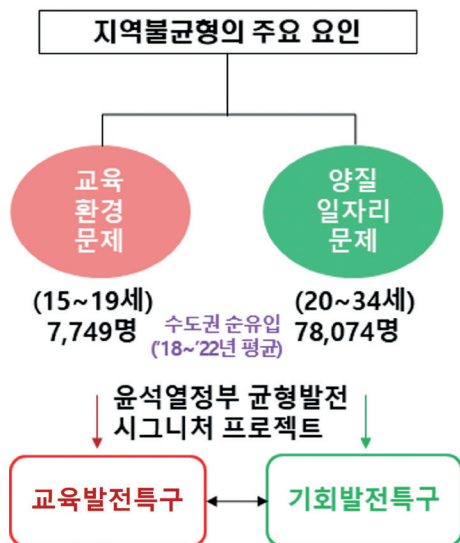 지역불균형의 주요 요인
교육
환경
문제
양질
일자리
문제
(15~19세)
7,749명
수도권 순유입
('18~'22년 평균)
(20~34세)
78,074명
윤석열정부 균형발전
시그니처 프로젝트
교육발전특구
기회발전특구